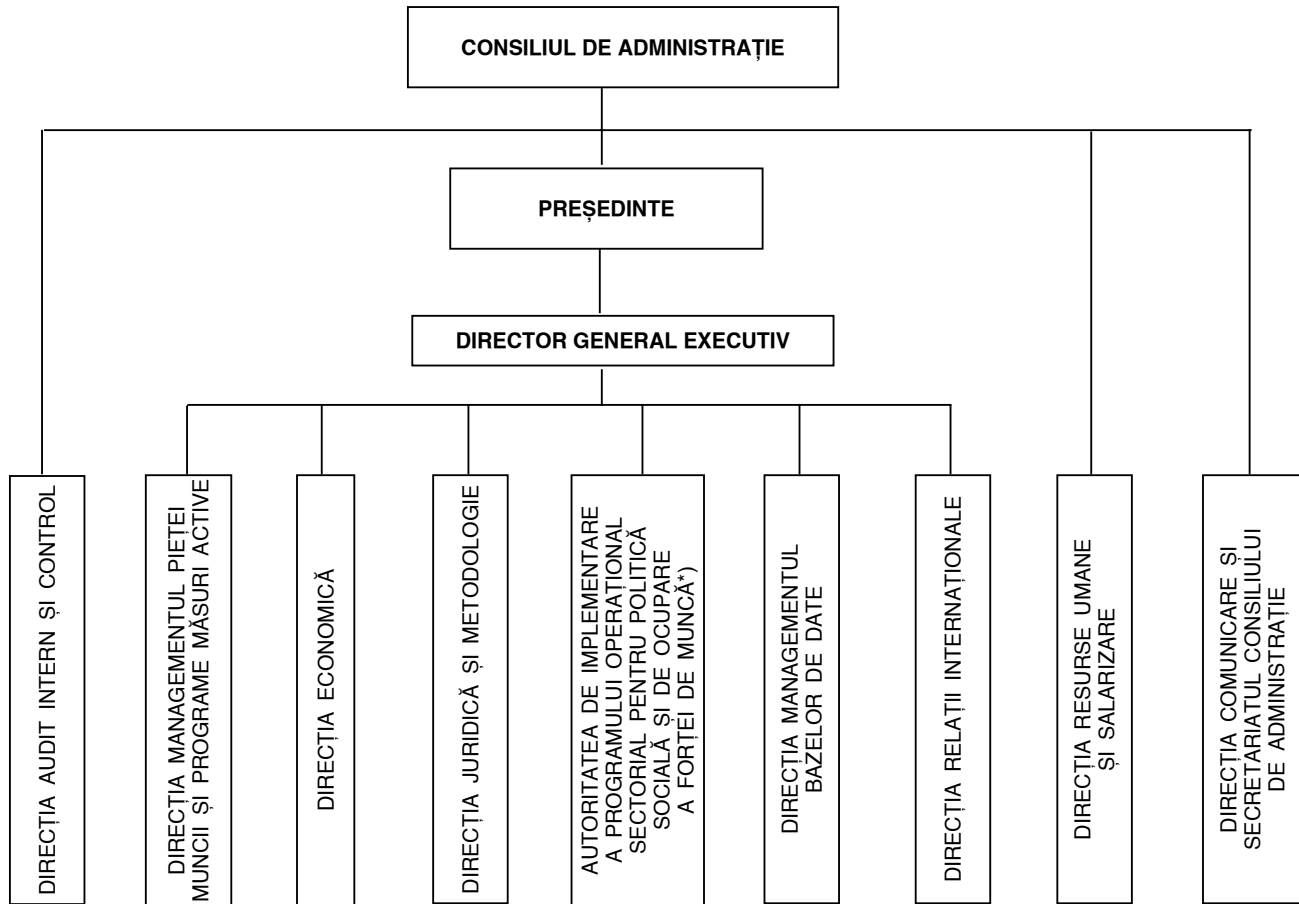 CONSILIUL DE ADMINISTRAȚIE
PREȘEDINTE
DIRECTOR GENERAL EXECUTIV
DIRECȚIA AUDIT INTERN ȘI CONTROL
DIRECȚIA MANAGEMENTUL PIEȚEI
MUNCII ȘI PROGRAME MĂSURI ACTIVE
DIRECȚIA ECONOMICĂ
DIRECȚIA JURIDICĂ ȘI METODOLOGIE
AUTORITATEA DE IMPLEMENTARE
A PROGRAMULUI OPERAȚIONAL
SECTORIAL PENTRU POLITICĂ
SOCIALĂ ȘI DE OCUPARE
A FORȚEI DE MUNCĂ*)
DIRECȚIA MANAGEMENTUL
BAZELOR DE DATE
DIRECȚIA RELAȚII INTERNAȚIONALE
DIRECȚIA RESURSE UMANE
ȘI SALARIZARE
DIRECȚIA COMUNICARE ȘI
SECRETARIATUL CONSILIULUI
DE ADMINISTRAȚIE